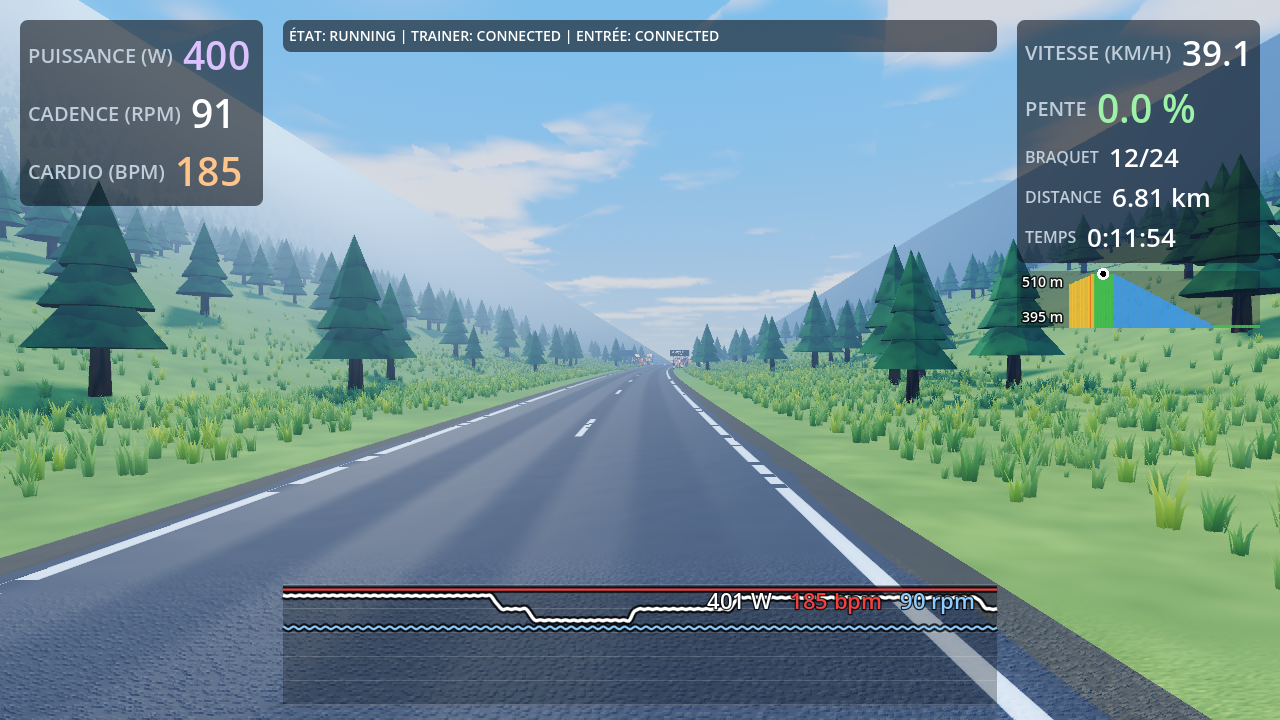 PUISSANCE (W) 400
CADENCE (RPM) 91
CARDIO (BPM) 185
ÉTAT: RUNNING | TRAINER: CONNECTED | ENTRÉE: CONNECTED
VITESSE (KM/H) 39.1
PENTE 0.0 %
BRAQUET 12/24
DISTANCE 6.81 km
TEMPS 0:11:54
510 m
395 m
401 W 185 bpm 90 rpm